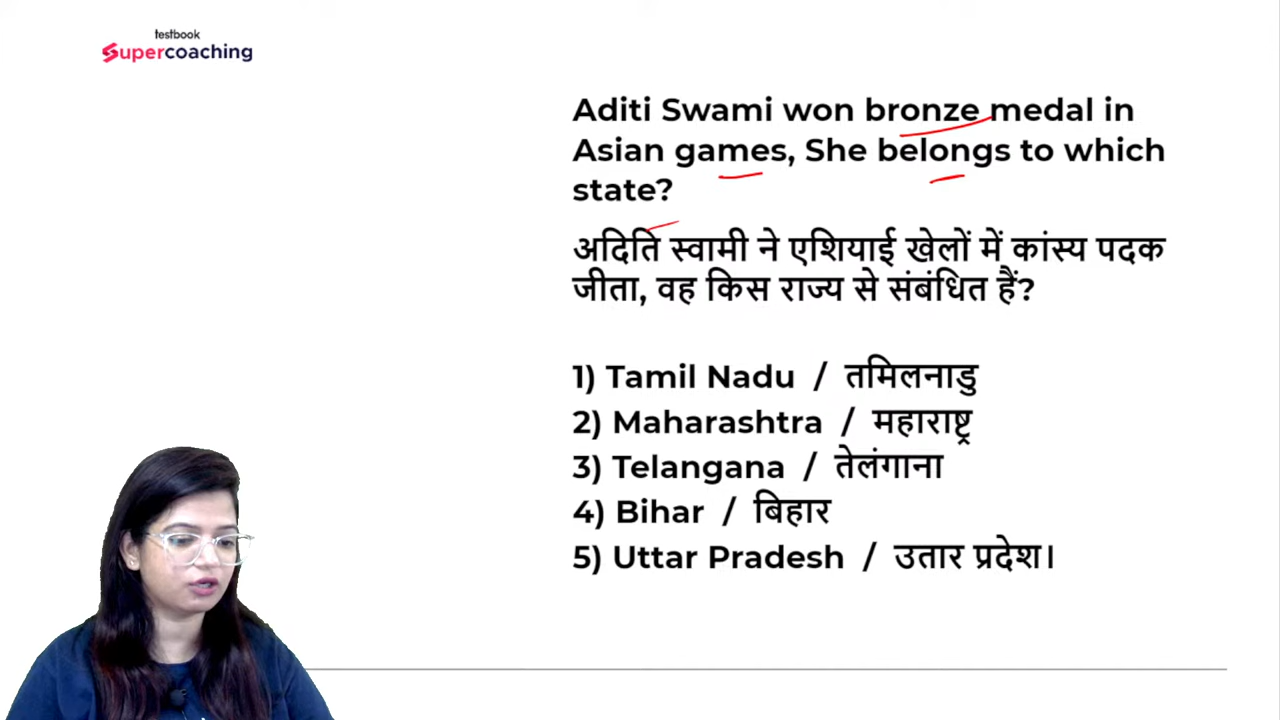 testbook
Supercoaching
Aditi Swami won bronze medal in
Asian games, She belongs to which
state?
अदिति स्वामी ने एशियाई खेलों में कांस्य पदक
जीता, वह किस राज्य से संबंधित हैं?
1) Tamil Nadu / तमिलनाडु
2) Maharashtra / महाराष्ट्र
3) Telangana / तेलंगाना
4) Bihar / बिहार
5) Uttar Pradesh / उतार प्रदेश।